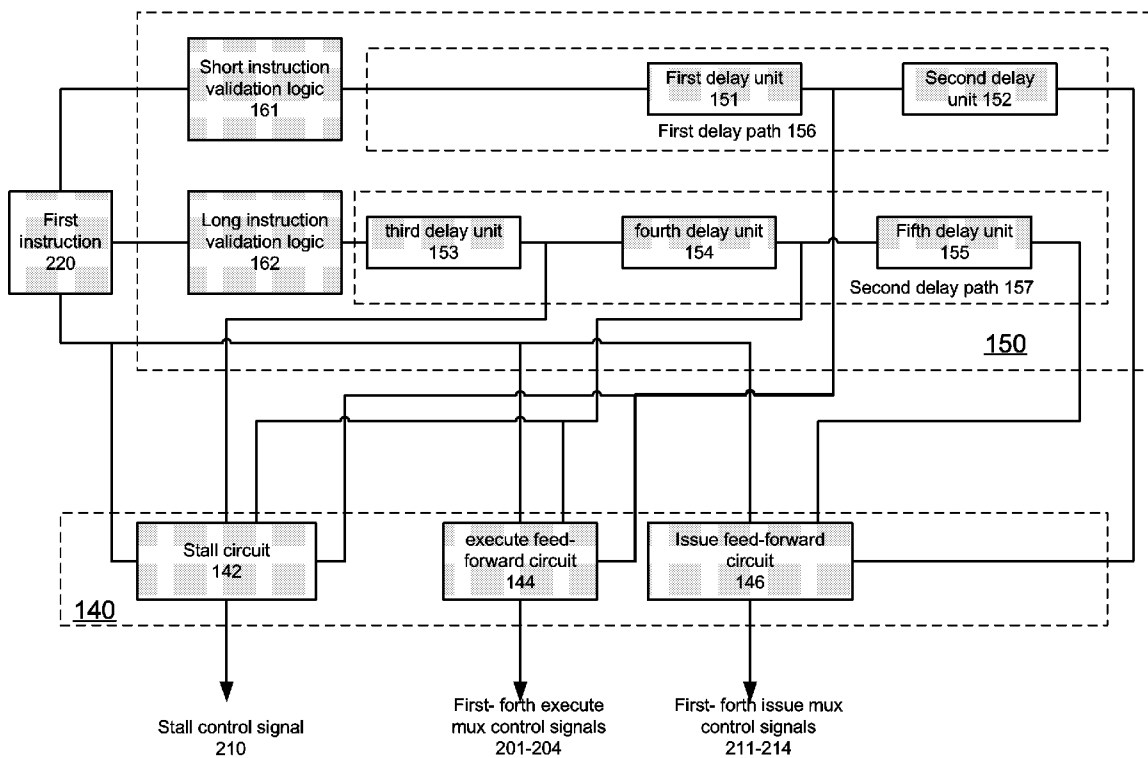 Short instruction
validation logic
161
First delay unit
151
Second delay
unit 152
First delay path 156
First
instruction
220
Long instruction
validation logic
162
third delay unit
153
fourth delay unit
154
Fifth delay unit
155
Second delay path 157
150
Stall circuit
142
execute feed-
forward circuit
144
Issue feed-forward
circuit
146
140
Stall control signal
210
First- forth execute
mux control signals
201-204
First- forth issue mux
control signals
211-214